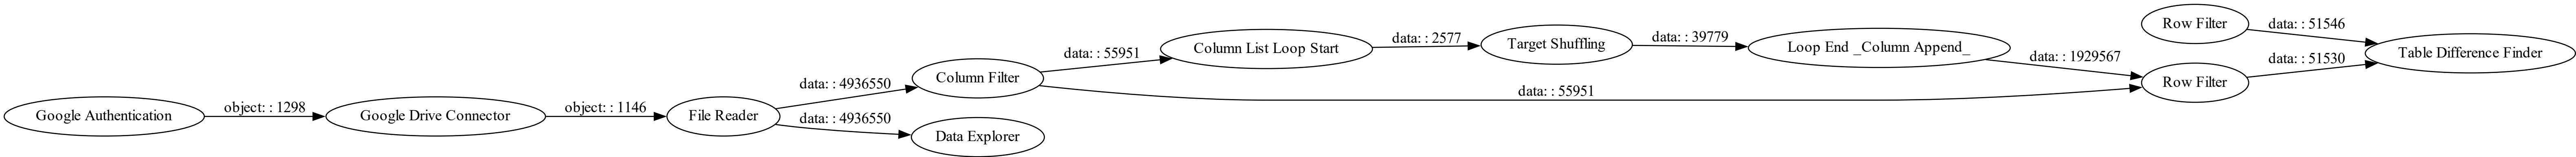 Google Authentication
object: : 1298
Google Drive Connector
object: : 1146
File Reader
data: : 4936550
data: : 4936550
Column Filter
Data Explorer
data: : 55951
data: : 55951
Column List Loop Start
data: : 2577
Target Shuffling
data: : 39779
Loop End _Column Append_
data: : 1929567
Row Filter
Row Filter
data: : 51546
data: : 51530
Table Difference Finder